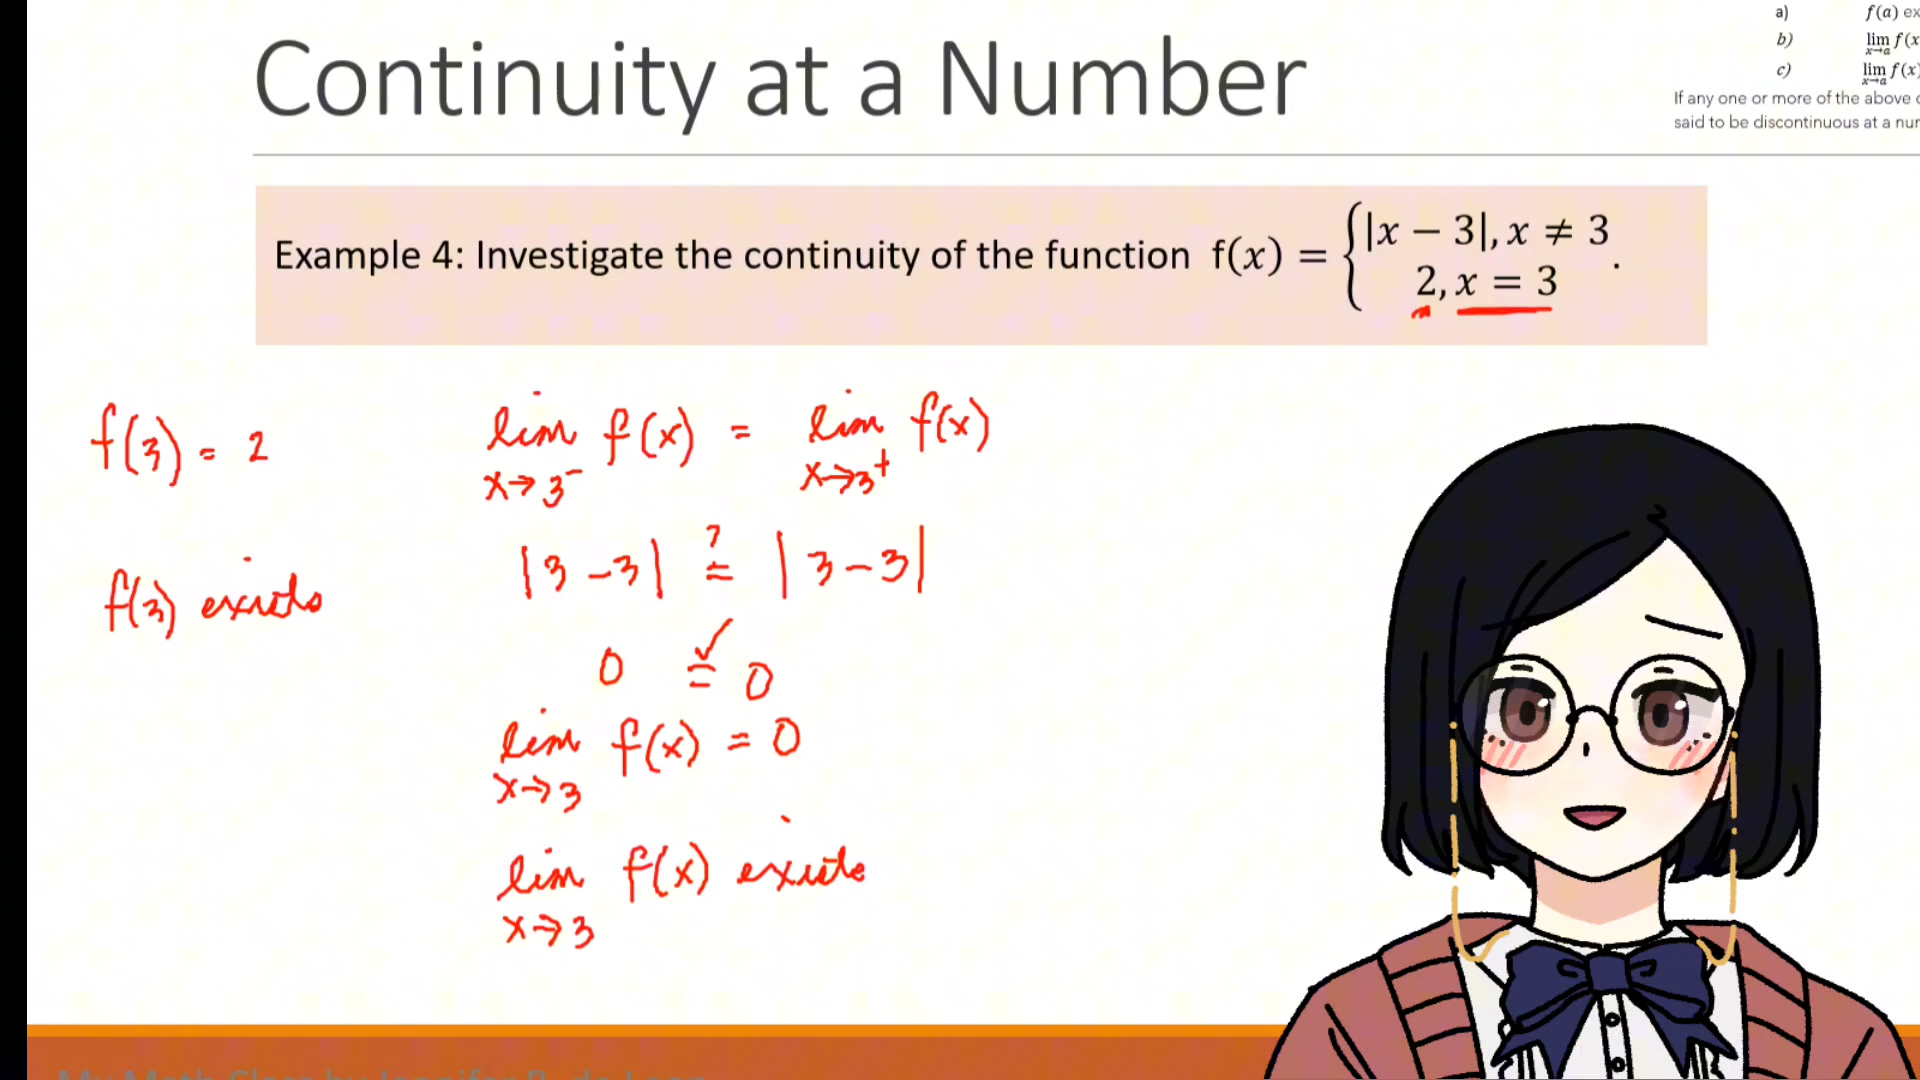 Continuity at a Number
a) f(a) ex
b) lim f(x
x→a
c) lim f(x)
x→a
If any one or more of the above
said to be discontinuous at a
Example 4: Investigate the continuity of the function f(x) = {|x − 3|, x ≠ 3
2, x = 3 .
f(3) = 2
f(3) exists
lim f(x) = lim f(x)
x→3⁻ x→3⁺
|3-3| ≟ |3-3|
0 = ✓ 0
lim f(x) = 0
x→3
lim f(x) exists
x→3